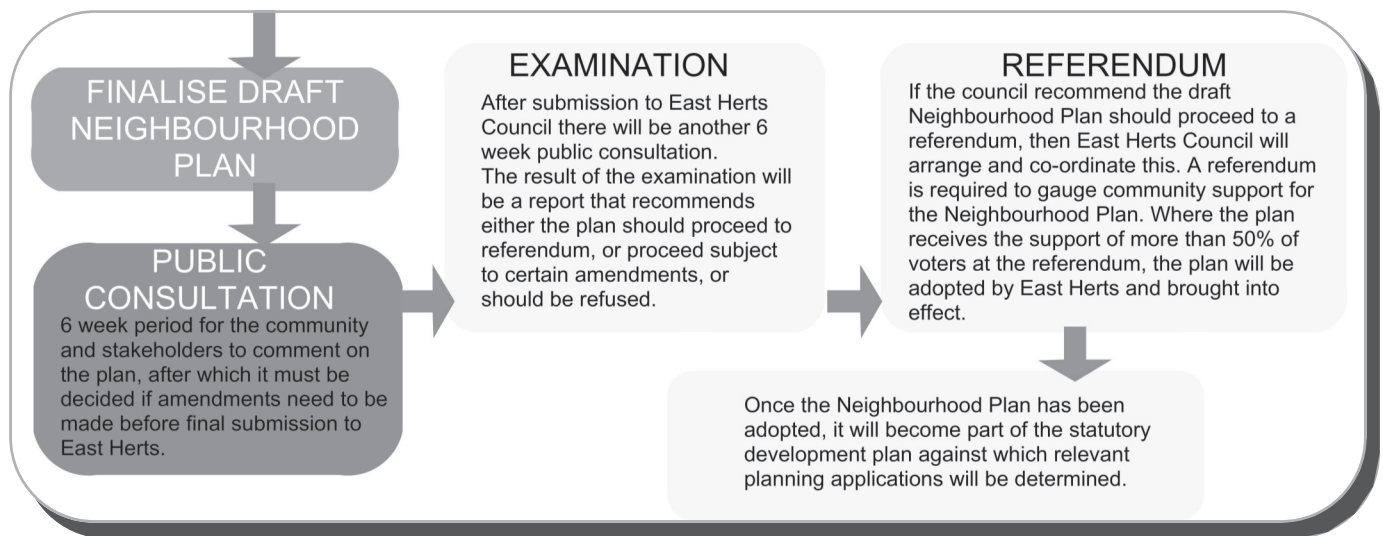 FINALISE DRAFT
NEIGHBOURHOOD
PLAN
PUBLIC
CONSULTATION
6 week period for the community
and stakeholders to comment on
the plan, after which it must be
decided if amendments need to be
made before final submission to
East Herts.
EXAMINATION
After submission to East Herts
Council there will be another 6
week public consultation.
The result of the examination will
be a report that recommends
either the plan should proceed to
referendum, or proceed subject
to certain amendments, or
should be refused.
REFERENDUM
If the council recommend the draft
Neighbourhood Plan should proceed to a
referendum, then East Herts Council will
arrange and co-ordinate this. A referendum
is required to gauge community support for
the Neighbourhood Plan. Where the plan
receives the support of more than 50% of
voters at the referendum, the plan will be
adopted by East Herts and brought into
effect.
Once the Neighbourhood Plan has been
adopted, it will become part of the statutory
development plan against which relevant
planning applications will be determined.